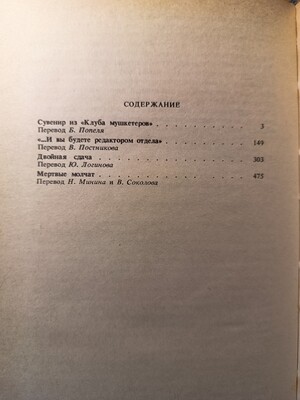 СОДЕРЖАНИЕ
Сувенир из «Клуба мушкетеров» . . . . . . . . . . . 3
Перевод Б. Попеля
«...И вы будете редактором отдела» . . . . . . . . . . 149
Перевод В. Постникова
Двойная сдача . . . . . . . . . . . . . . . . . 303
Перевод Ю. Логинова
Мертвые молчат . . . . . . . . . . . . . . . . 475
Перевод Н. Минина и В. Соколова